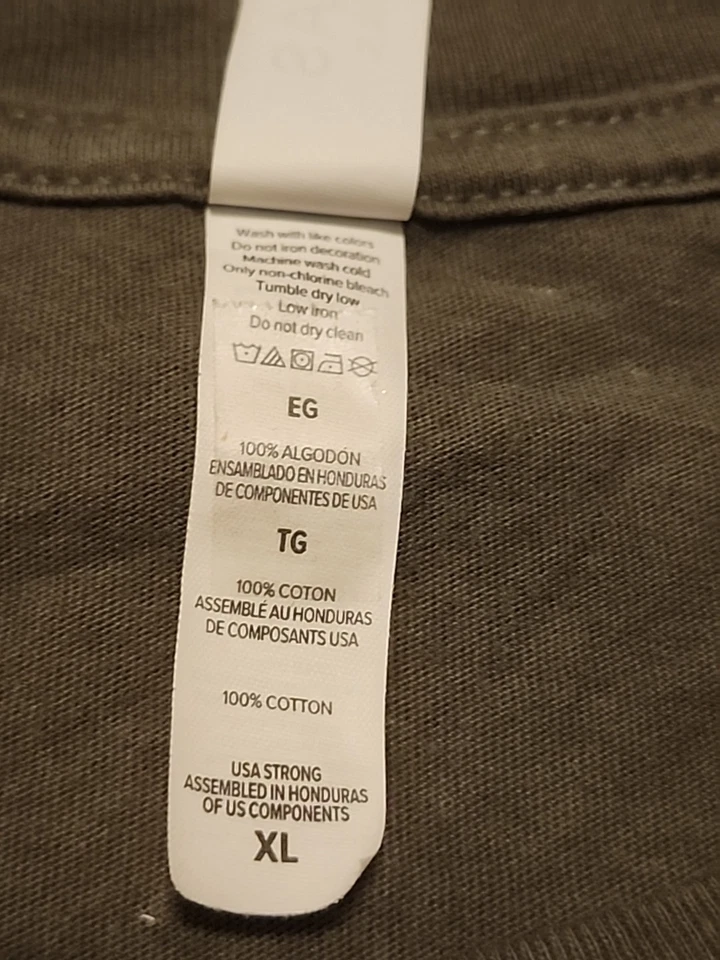 Wash with like colors
Do not iron decoration
Machine wash cold
Only non-chlorine bleach
Tumble dry low
Low iron
Do not dry clean
EG
100% ALGODÓN
ENSAMBLADO EN HONDURAS
DE COMPONENTES DE USA
TG
100% COTON
ASSEMBLÉ AU HONDURAS
DE COMPOSANTS USA
100% COTTON
USA STRONG
ASSEMBLED IN HONDURAS
OF US COMPONENTS
XL